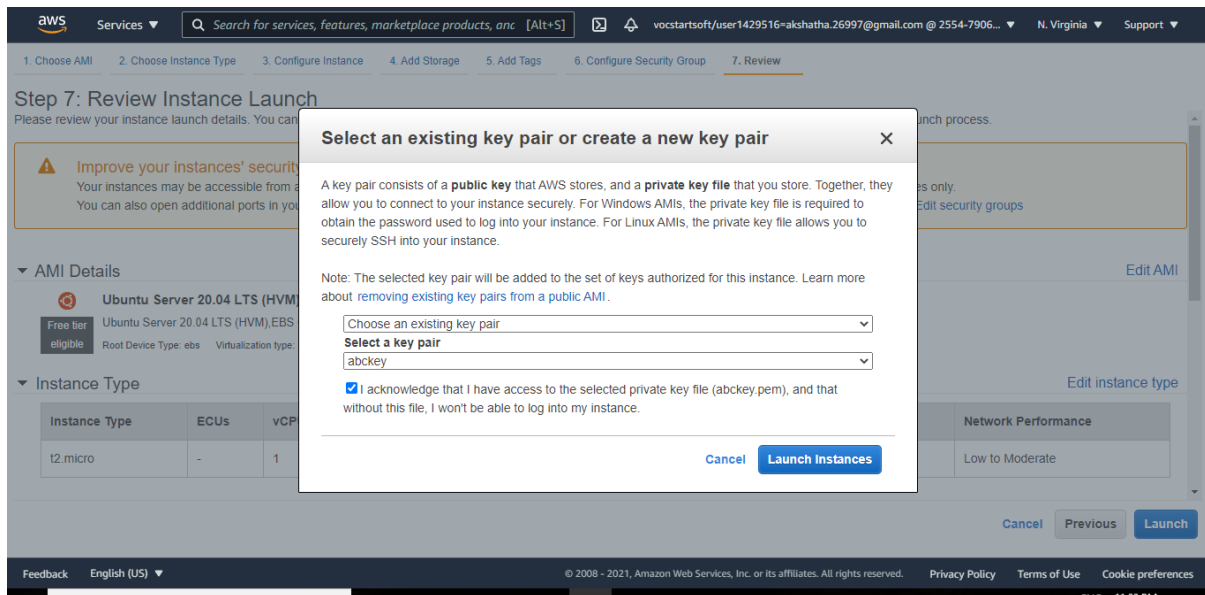 aws Services ▼ Search for services, features, marketplace products, anc [Alt+S] vocstartsoft/user1429516=akshatha.26997@gmail.com @ 2554-7906... ▼ N. Virginia ▼ Support ▼
1. Choose AMI 2. Choose Instance Type 3. Configure Instance 4. Add Storage 5. Add Tags 6. Configure Security Group 7. Review
Step 7: Review Instance Launch
Please review your instance launch details. You can unch process.
Select an existing key pair or create a new key pair ×
Improve your instances' security
Your instances may be accessible from a es only.
You can also open additional ports in you Edit security groups
A key pair consists of a public key that AWS stores, and a private key file that you store. Together, they
allow you to connect to your instance securely. For Windows AMIs, the private key file is required to
obtain the password used to log into your instance. For Linux AMIs, the private key file allows you to
securely SSH into your instance.
Note: The selected key pair will be added to the set of keys authorized for this instance. Learn more
about removing existing key pairs from a public AMI.
Choose an existing key pair
Select a key pair
abckey
I acknowledge that I have access to the selected private key file (abckey.pem), and that
without this file, I won't be able to log into my instance.
Cancel Launch Instances
AMI Details Edit AMI
Ubuntu Server 20.04 LTS (HVM)
Free tier
eligible
Ubuntu Server 20.04 LTS (HVM),EBS
Root Device Type: ebs Virtualization type:
Instance Type Edit instance type
Instance Type ECUs vCP Network Performance
t2.micro - 1 Low to Moderate
Cancel Previous Launch
Feedback English (US) ▼ © 2008 - 2021, Amazon Web Services, Inc. or its affiliates. All rights reserved. Privacy Policy Terms of Use Cookie preferences